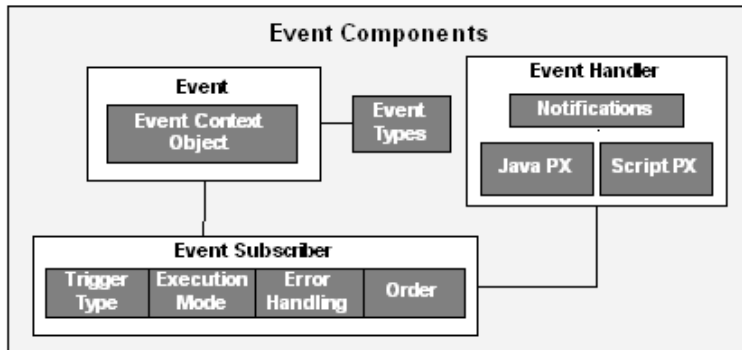 Event Components
Event
Event Context
Object
Event
Types
Event Handler
Notifications
Java PX
Script PX
Event Subscriber
Trigger
Type
Execution
Mode
Error
Handling
Order